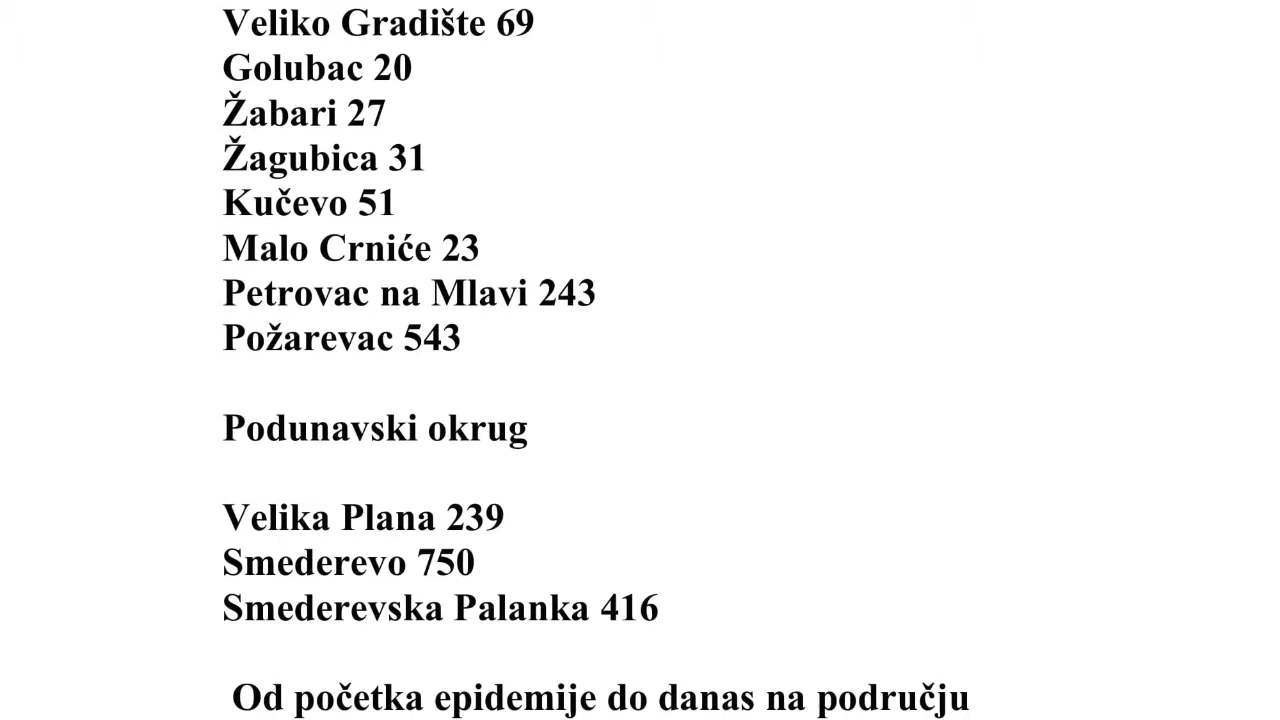 Veliko Gradište 69
Golubac 20
Žabari 27
Žagubica 31
Kučevo 51
Malo Crniće 23
Petrovac na Mlavi 243
Požarevac 543
Podunavski okrug
Velika Plana 239
Smederevo 750
Smederevska Palanka 416
Od početka epidemije do danas na području